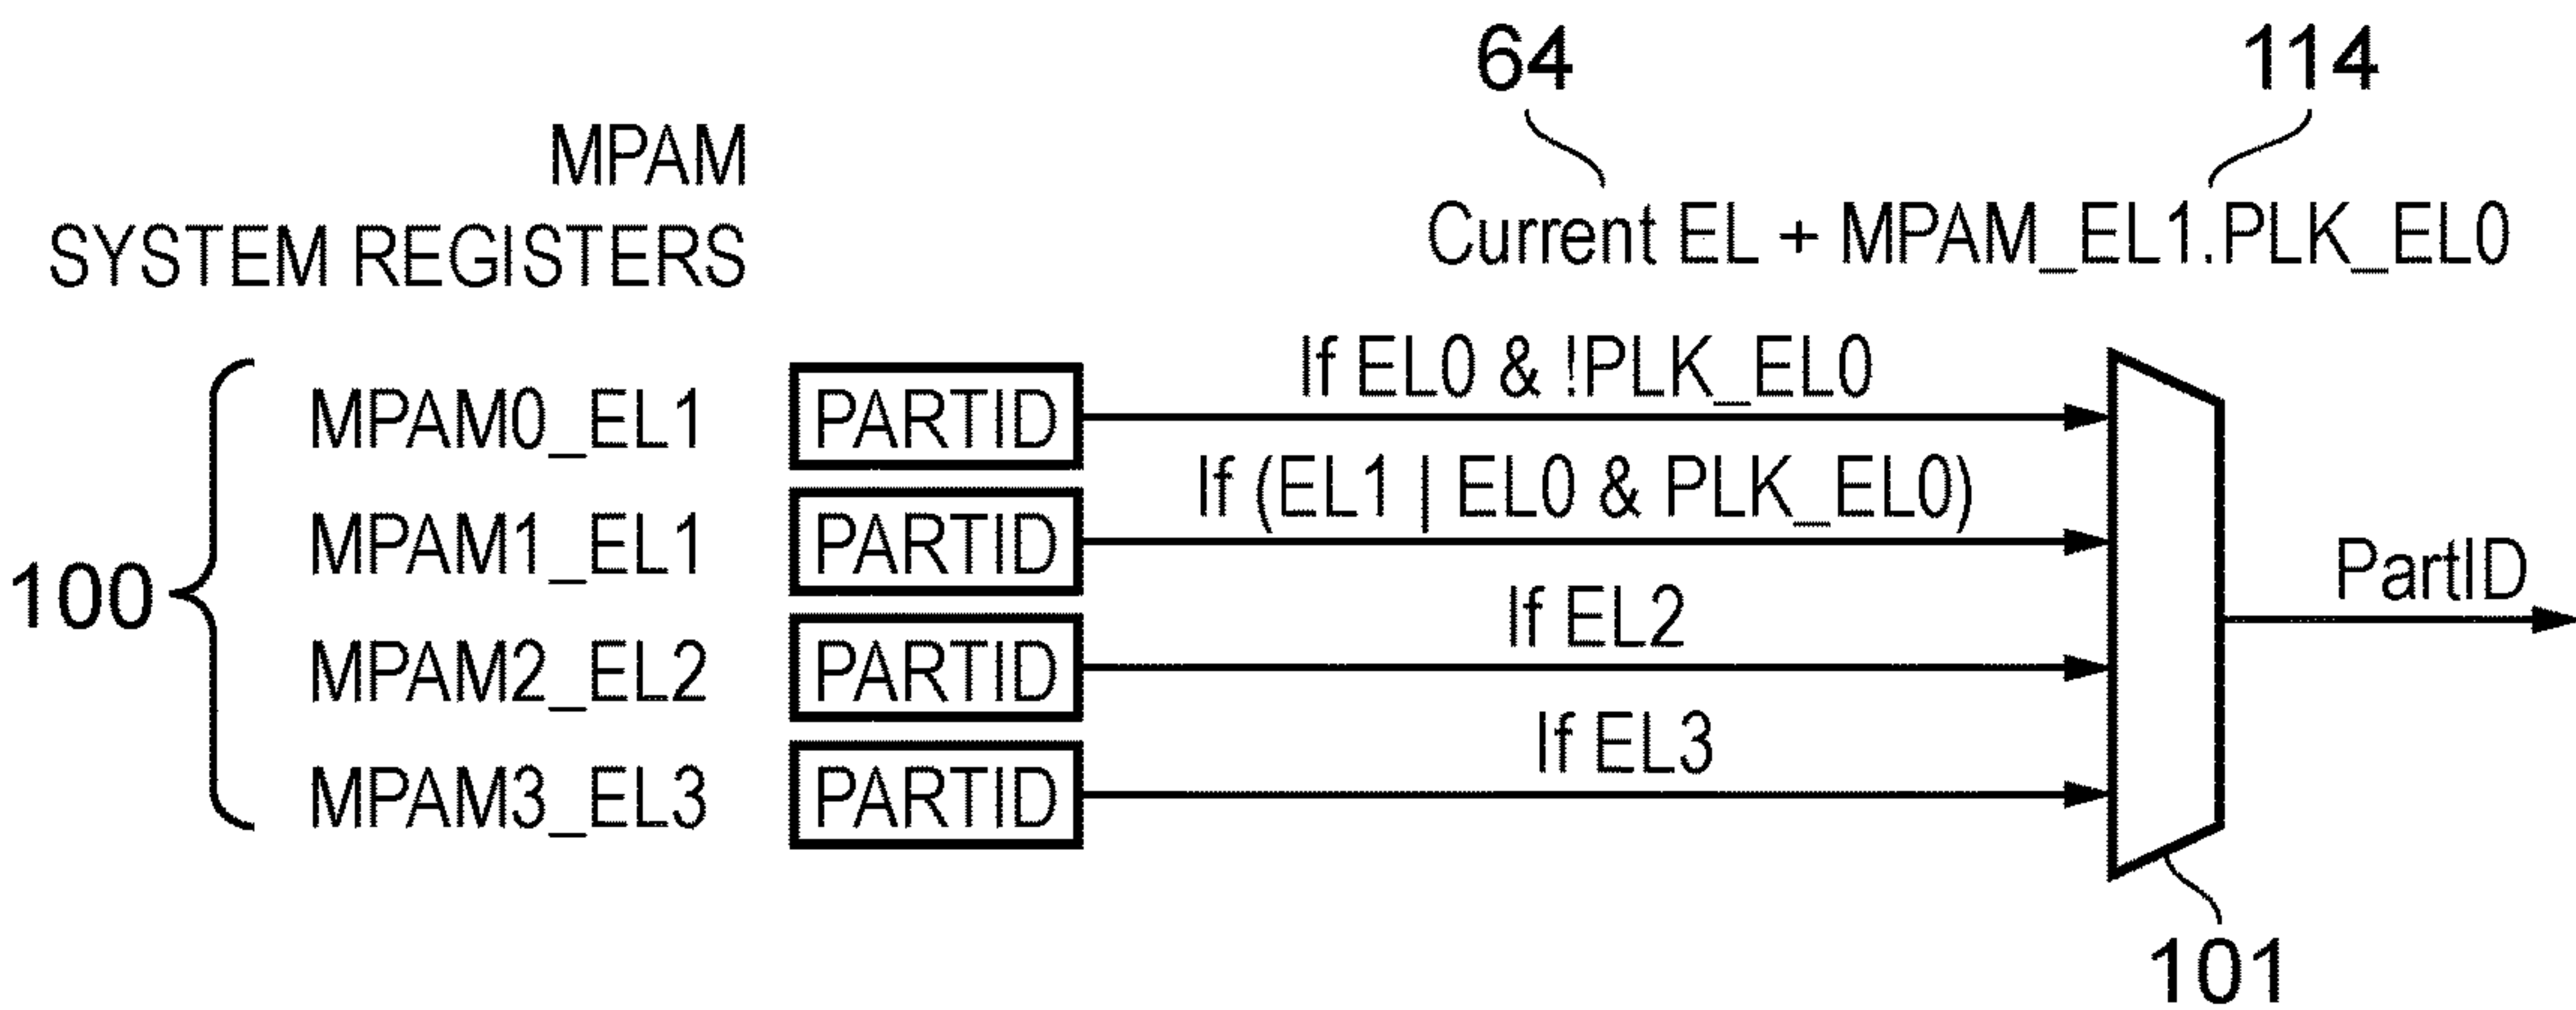 64
114
MPAM
SYSTEM REGISTERS
Current EL + MPAM_EL1.PLK_EL0
MPAM0_EL1 PARTID If EL0 & !PLK_EL0
MPAM1_EL1 PARTID If (EL1 | EL0 & PLK_EL0)
100
MPAM2_EL2 PARTID If EL2
PartID
MPAM3_EL3 PARTID If EL3
101